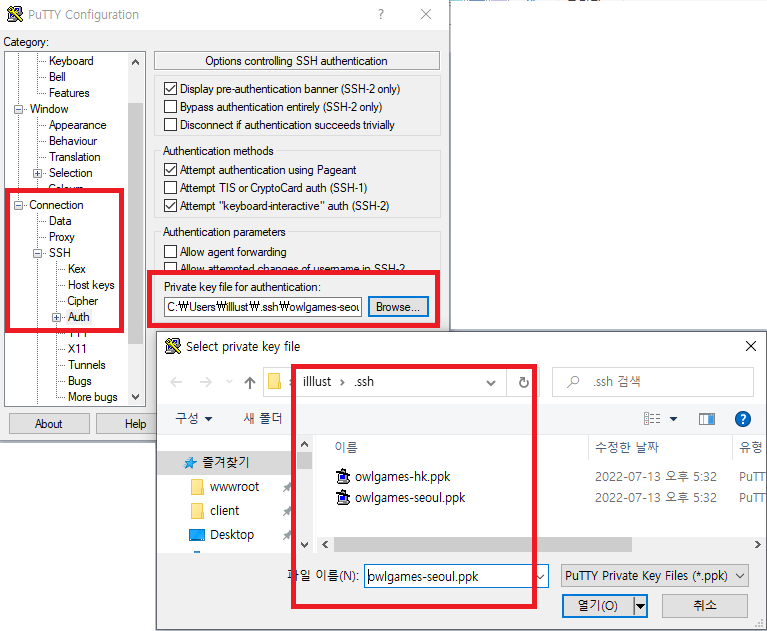 PuTTY Configuration
?
Category:
Keyboard
Bell
Features
Window
Appearance
Behaviour
Translation
Selection
Colours
Connection
Data
Proxy
SSH
Kex
Host keys
Cipher
Auth
TTY
X11
Tunnels
Bugs
More bugs
Options controlling SSH authentication
Display pre-authentication banner (SSH-2 only)
Bypass authentication entirely (SSH-2 only)
Disconnect if authentication succeeds trivially
Authentication methods
Attempt authentication using Pageant
Attempt TIS or CryptoCard auth (SSH-1)
Attempt "keyboard-interactive" auth (SSH-2)
Authentication parameters
Allow agent forwarding
Allow attempted changes of username in SSH-2
Private key file for authentication:
C:₩Users₩illlust₩.ssh₩owlgames-seou
Browse...
About
Help
Select private key file
illlust › .ssh
.ssh 검색
구성
새 폴더
?
즐겨찾기
wwwroot
client
Desktop
이름
수정한 날짜
유형
owlgames-hk.ppk
2022-07-13 오후 5:32
PuTT
owlgames-seoul.ppk
2022-07-13 오후 5:32
PuTT
파일 이름(N):
owlgames-seoul.ppk
PuTTY Private Key Files (*.ppk)
열기(O)
취소